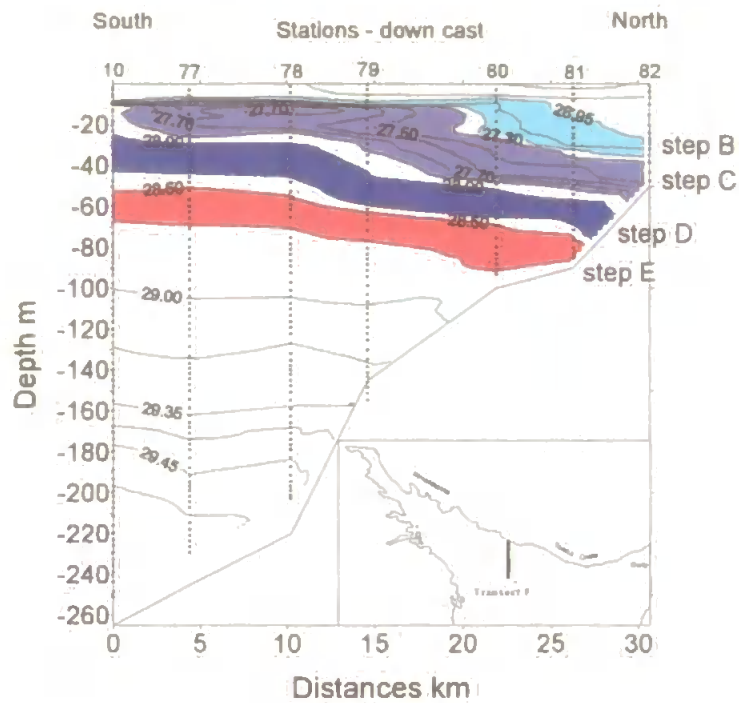 South North
Stations - down cast
10 77 78 79 80 81 82
27.70 26.95
-20 27.70 27.50 27.30 step B
-40 27.70 step C
28.50 28.50
-60 step D
-80 step E
-100 29.00
-120
-140
-160 29.35
-180 29.45
-200
-220
-240 Transect F
-260
Depth m
0 5 10 15 20 25 30
Distances km